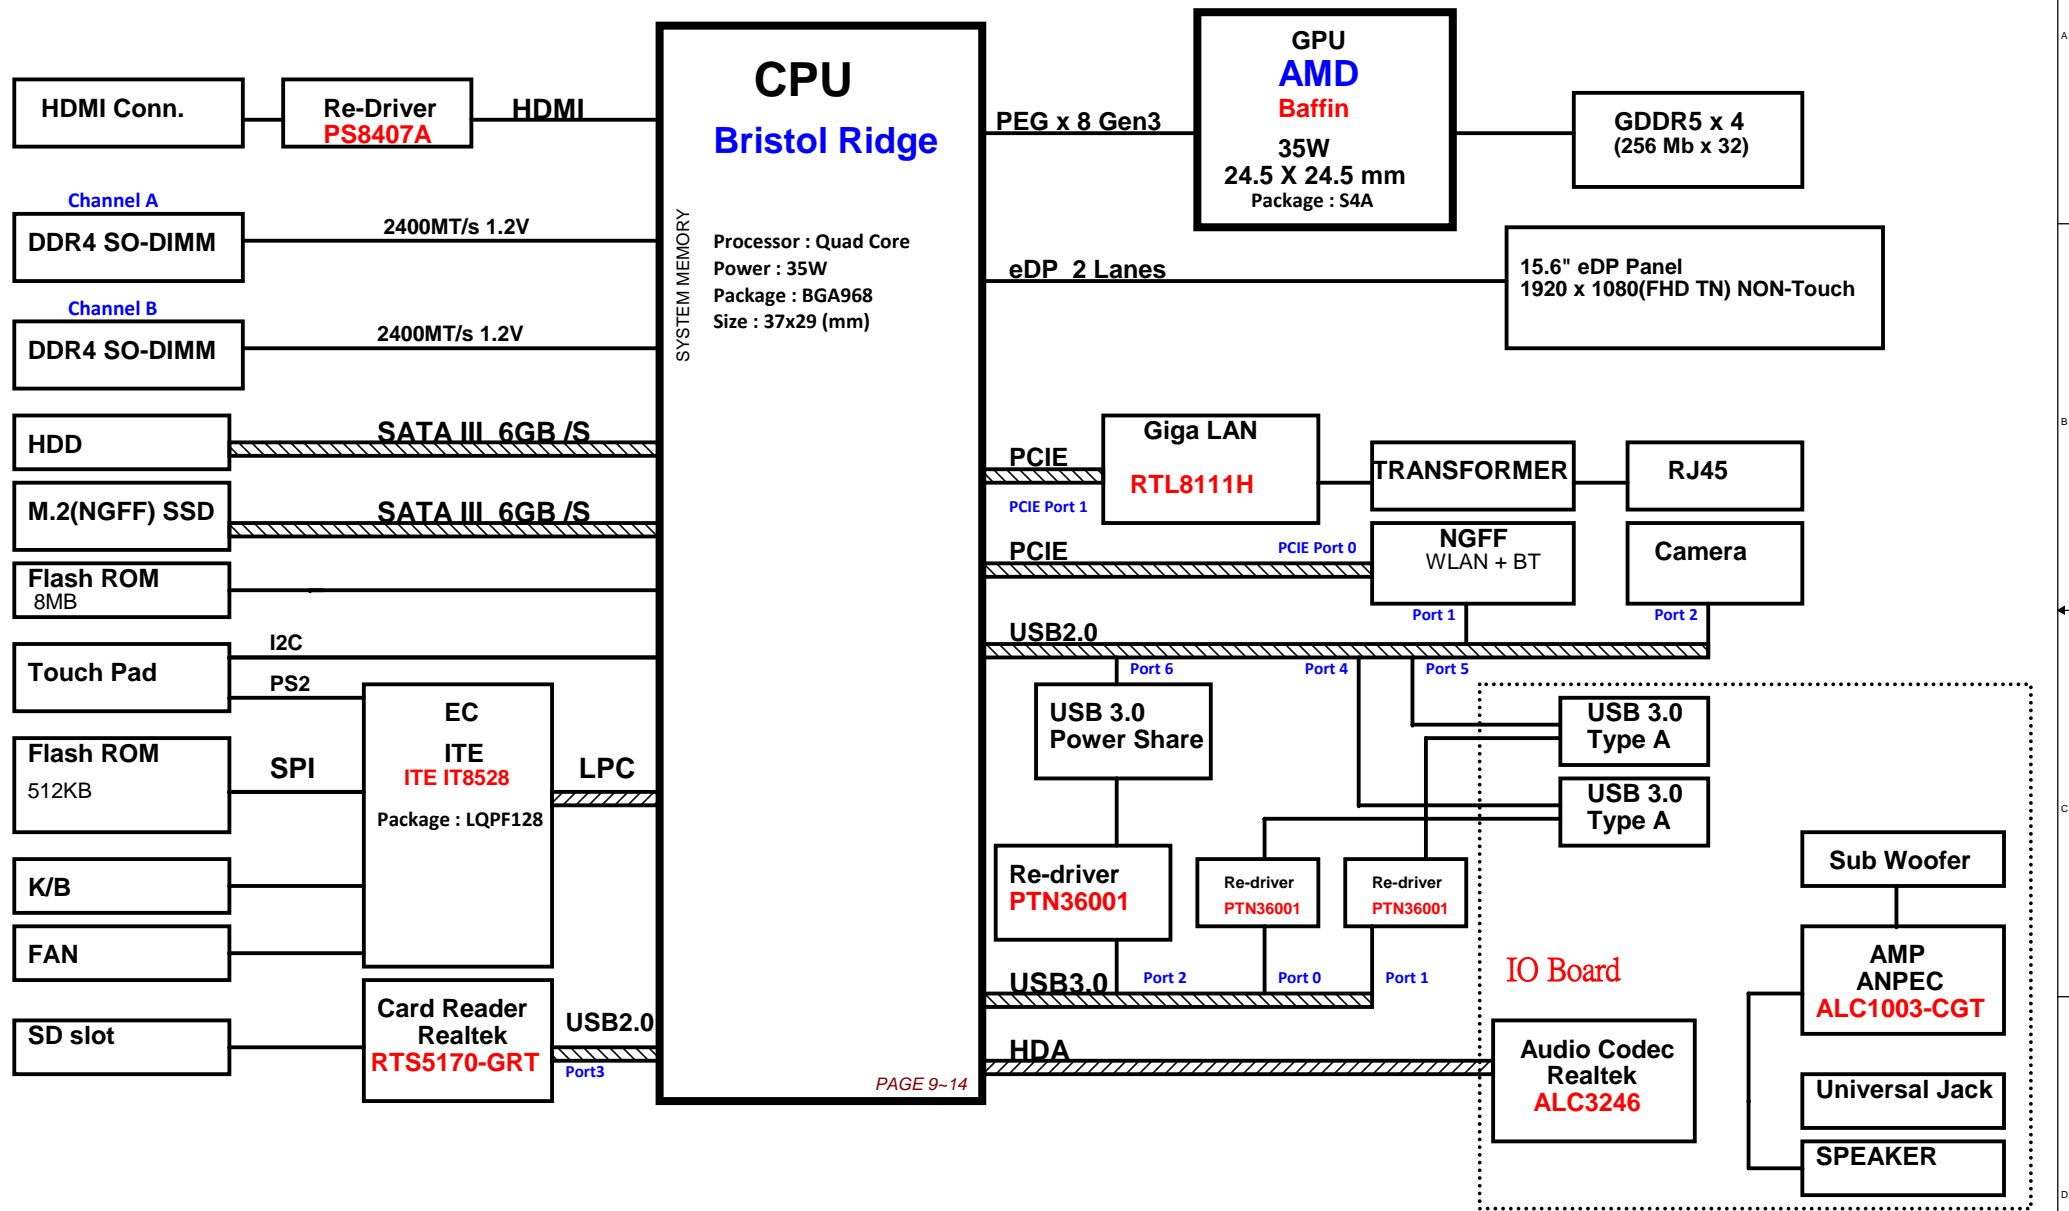 HDMI Conn.
Re-Driver
PS8407A
HDMI
Channel A
DDR4 SO-DIMM
2400MT/s 1.2V
Channel B
DDR4 SO-DIMM
2400MT/s 1.2V
HDD
SATA III  6GB /S
M.2(NGFF) SSD
SATA III  6GB /S
Flash ROM
8MB
Touch Pad
I2C
PS2
Flash ROM
512KB
SPI
EC
ITE
ITE IT8528
Package : LQPF128
LPC
K/B
FAN
SD slot
Card Reader
Realtek
RTS5170-GRT
USB2.0
Port3
CPU
Bristol Ridge
SYSTEM MEMORY
Processor : Quad Core
Power : 35W
Package : BGA968
Size : 37x29 (mm)
PAGE 9~14
PEG x 8 Gen3
GPU
AMD
Baffin
35W
24.5 X 24.5 mm
Package : S4A
GDDR5 x 4
(256 Mb x 32)
eDP  2 Lanes
15.6" eDP Panel
1920 x 1080(FHD TN) NON-Touch
PCIE
PCIE Port 1
Giga LAN
RTL8111H
TRANSFORMER
RJ45
PCIE
PCIE Port 0
NGFF
WLAN + BT
Camera
Port 1
Port 2
USB2.0
Port 6
Port 4
Port 5
USB 3.0
Power Share
USB 3.0
Type A
USB 3.0
Type A
Re-driver
PTN36001
Re-driver
PTN36001
Re-driver
PTN36001
USB3.0
Port 2
Port 0
Port 1
HDA
IO Board
Audio Codec
Realtek
ALC3246
Sub Woofer
AMP
ANPEC
ALC1003-CGT
Universal Jack
SPEAKER
A
B
C
D